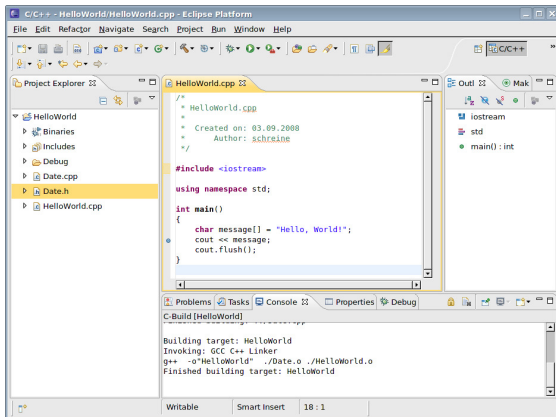 C/C++ - HelloWorld/HelloWorld.cpp - Eclipse Platform
File Edit Refactor Navigate Search Project Run Window Help
C/C++
Project Explorer
HelloWorld
Binaries
Includes
Debug
Date.cpp
Date.h
HelloWorld.cpp
HelloWorld.cpp
/*
 * HelloWorld.cpp
 *
 *  Created on: 03.09.2008
 *      Author: schreine
 */
#include <iostream>
using namespace std;
int main()
{
    char message[] = "Hello, World!";
    cout << message;
    cout.flush();
}
Outl Mak
iostream
std
main() : int
Problems Tasks Console Properties Debug
C-Build [HelloWorld]
Building target: HelloWorld
Invoking: GCC C++ Linker
g++  -o"HelloWorld"  ./Date.o ./HelloWorld.o
Finished building target: HelloWorld
Writable Smart Insert 18 : 1